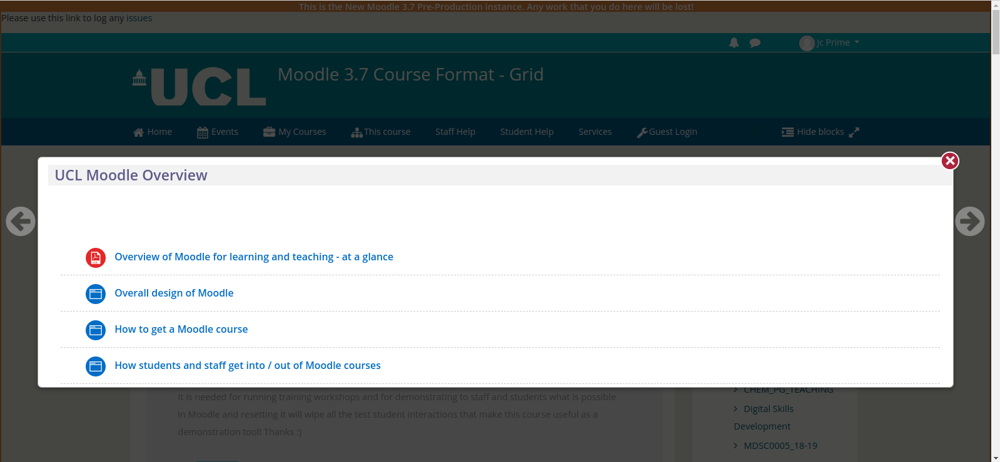 This is the New Moodle 3.7 Pre-Production instance. Any work that you do here will be lost!
Please use this link to log any issues
Jc Prime
UCL
Moodle 3.7 Course Format - Grid
Home
Events
My Courses
This course
Staff Help
Student Help
Services
Guest Login
Hide blocks
UCL Moodle Overview
Overview of Moodle for learning and teaching - at a glance
Overall design of Moodle
How to get a Moodle course
How students and staff get into / out of Moodle courses
It is needed for running training workshops and for demonstrating to staff and students what is possible
in Moodle and resetting it will wipe all the test student interactions that make this course useful as a
demonstration tool! Thanks :)
CHEM_PG_TEACHING
Digital Skills
Development
MDSC0005_18-19